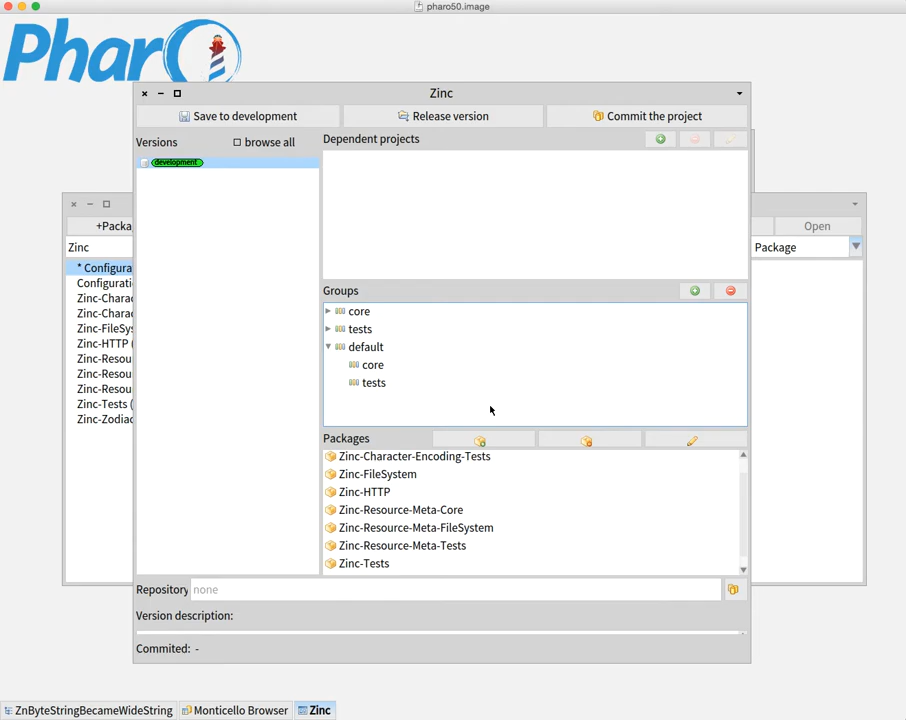 pharo50.image
Pharo
Zinc
Save to development
Release version
Commit the project
Versions
browse all
Dependent projects
development
+Packa
Open
Zinc
Package
* Configura
Configuratio
Zinc-Charac
Zinc-Charac
Zinc-FileSys
Zinc-HTTP (
Zinc-Resou
Zinc-Resou
Zinc-Resou
Zinc-Tests (
Zinc-Zodiac
Groups
core
tests
default
core
tests
Packages
Zinc-Character-Encoding-Tests
Zinc-FileSystem
Zinc-HTTP
Zinc-Resource-Meta-Core
Zinc-Resource-Meta-FileSystem
Zinc-Resource-Meta-Tests
Zinc-Tests
Repository
none
Version description:
Commited: -
ZnByteStringBecameWideString
Monticello Browser
Zinc